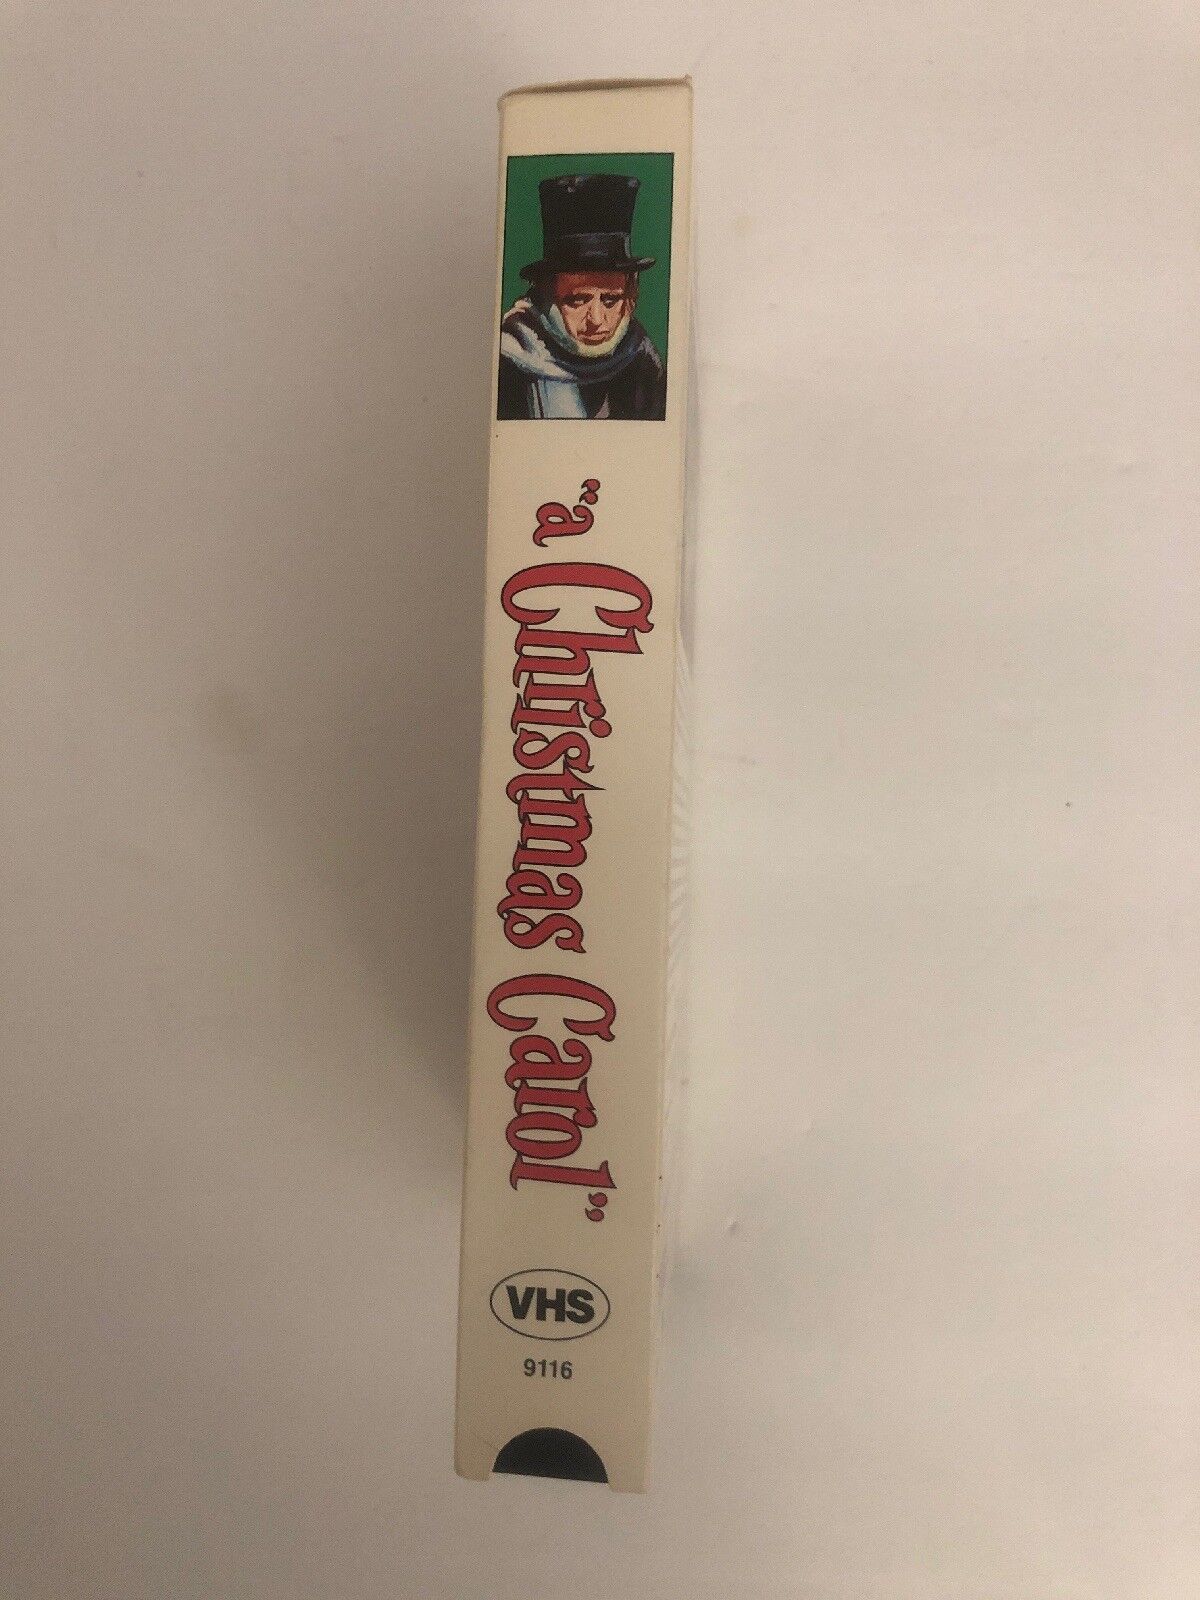 “a Christmas Carol”
VHS
9116